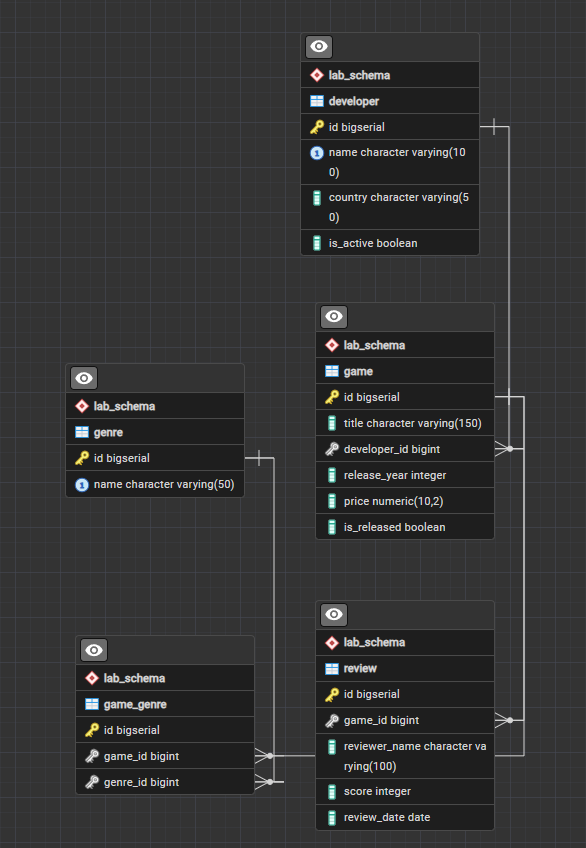 lab_schema
developer
id bigserial
name character varying(10
0)
country character varying(5
0)
is_active boolean
lab_schema
game
id bigserial
title character varying(150)
developer_id bigint
release_year integer
price numeric(10,2)
is_released boolean
lab_schema
genre
id bigserial
name character varying(50)
lab_schema
review
id bigserial
game_id bigint
reviewer_name character va
rying(100)
score integer
review_date date
lab_schema
game_genre
id bigserial
game_id bigint
genre_id bigint